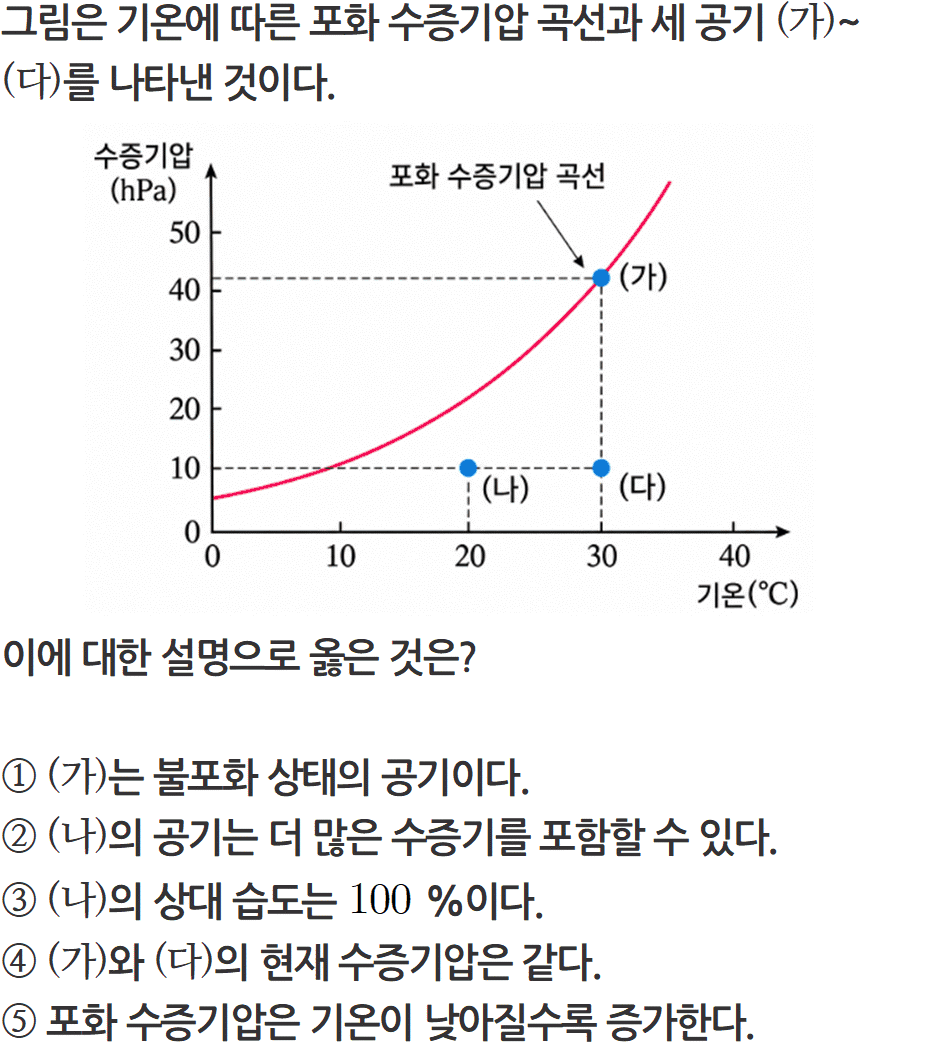 그림은 기온에 따른 포화 수증기압 곡선과 세 공기 (가)~
(다)를 나타낸 것이다.
수증기압
(hPa)
포화 수증기압 곡선
50
40
30
20
10
0
(가)
(나)
(다)
0 10 20 30 40
기온(℃)
이에 대한 설명으로 옳은 것은?
① (가)는 불포화 상태의 공기이다.
② (나)의 공기는 더 많은 수증기를 포함할 수 있다.
③ (나)의 상대 습도는 100 %이다.
④ (가)와 (다)의 현재 수증기압은 같다.
⑤ 포화 수증기압은 기온이 낮아질수록 증가한다.